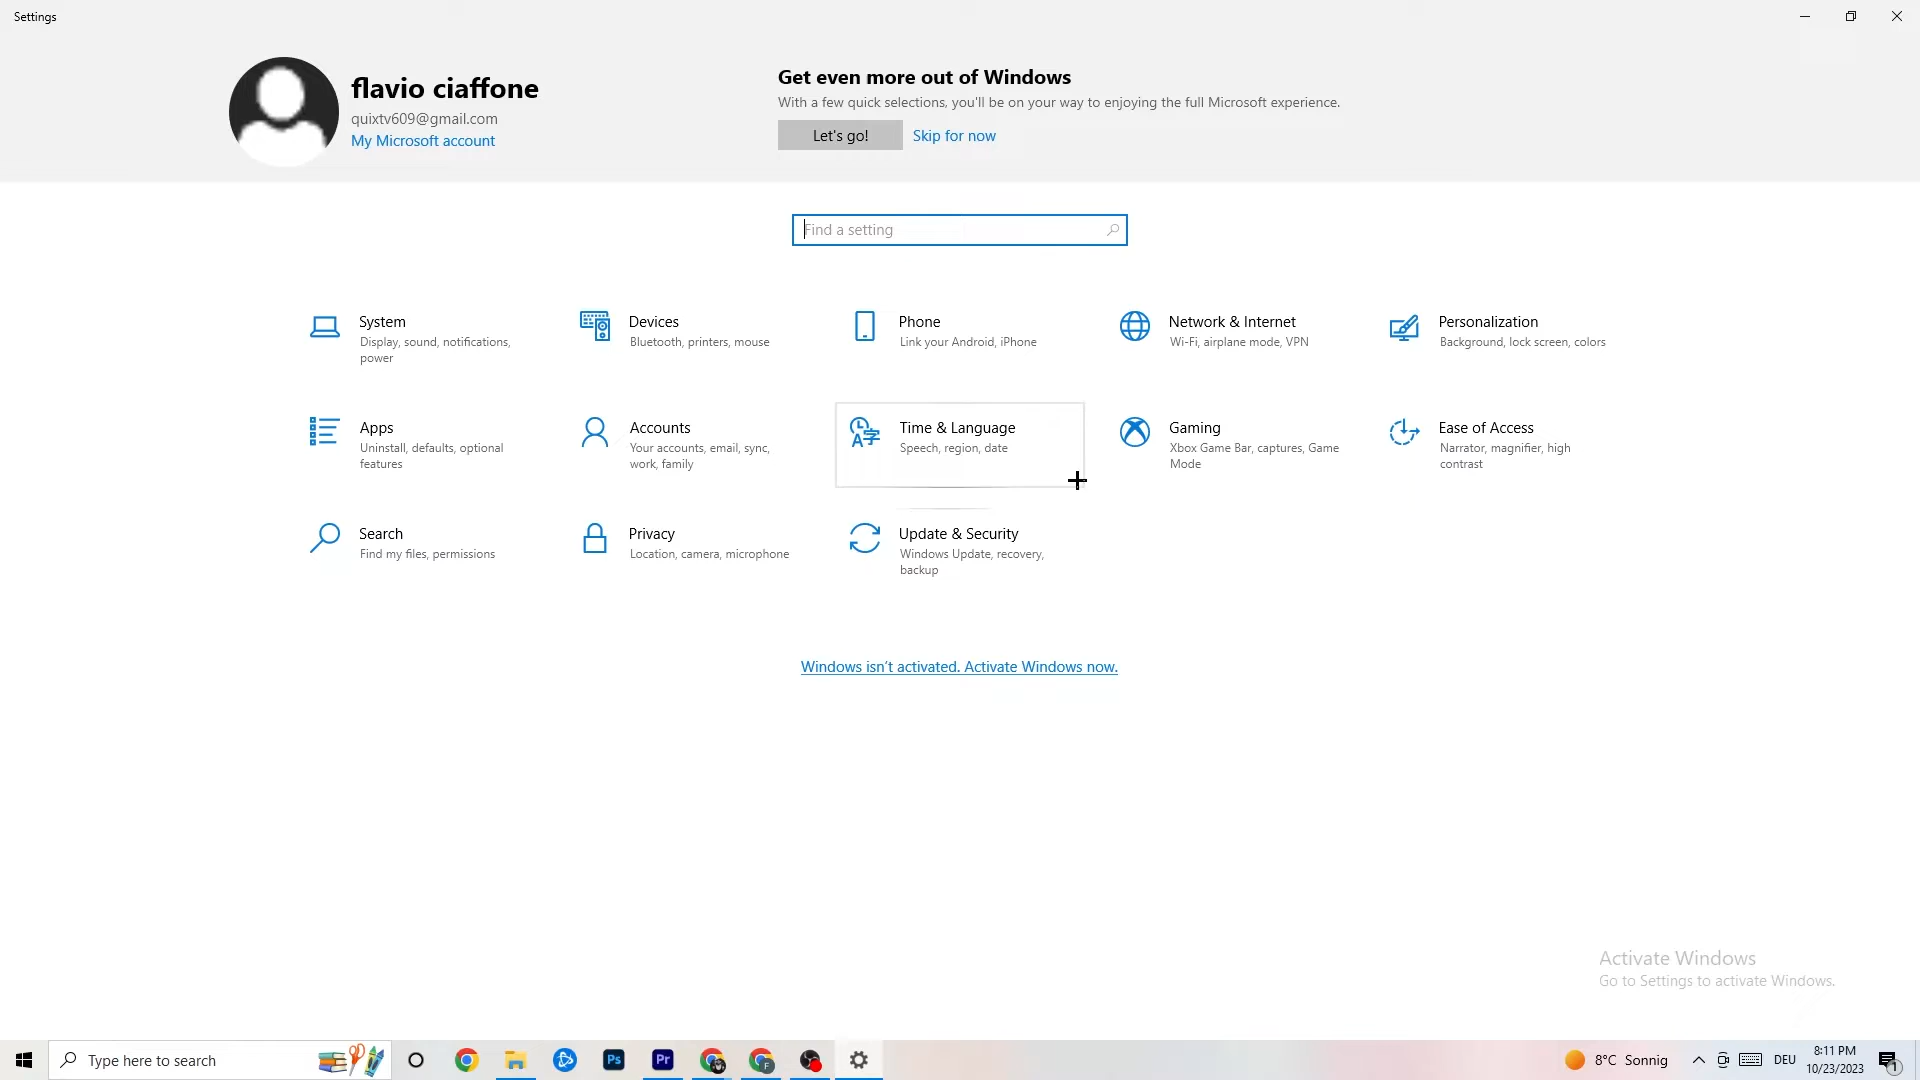 Settings
flavio ciaffone
quixtv609@gmail.com
My Microsoft account
Get even more out of Windows
With a few quick selections, you'll be on your way to enjoying the full Microsoft experience.
Let's go! Skip for now
Find a setting
System
Display, sound, notifications,
power
Devices
Bluetooth, printers, mouse
Phone
Link your Android, iPhone
Network & Internet
Wi-Fi, airplane mode, VPN
Personalization
Background, lock screen, colors
Apps
Uninstall, defaults, optional
features
Accounts
Your accounts, email, sync,
work, family
Time & Language
Speech, region, date
Gaming
Xbox Game Bar, captures, Game
Mode
Ease of Access
Narrator, magnifier, high
contrast
Search
Find my files, permissions
Privacy
Location, camera, microphone
Update & Security
Windows Update, recovery,
backup
Windows isn't activated. Activate Windows now.
Activate Windows
Go to Settings to activate Windows.
Type here to search
Ps
Pr
F
8°C Sonnig
DEU
8:11 PM
10/23/2023
1